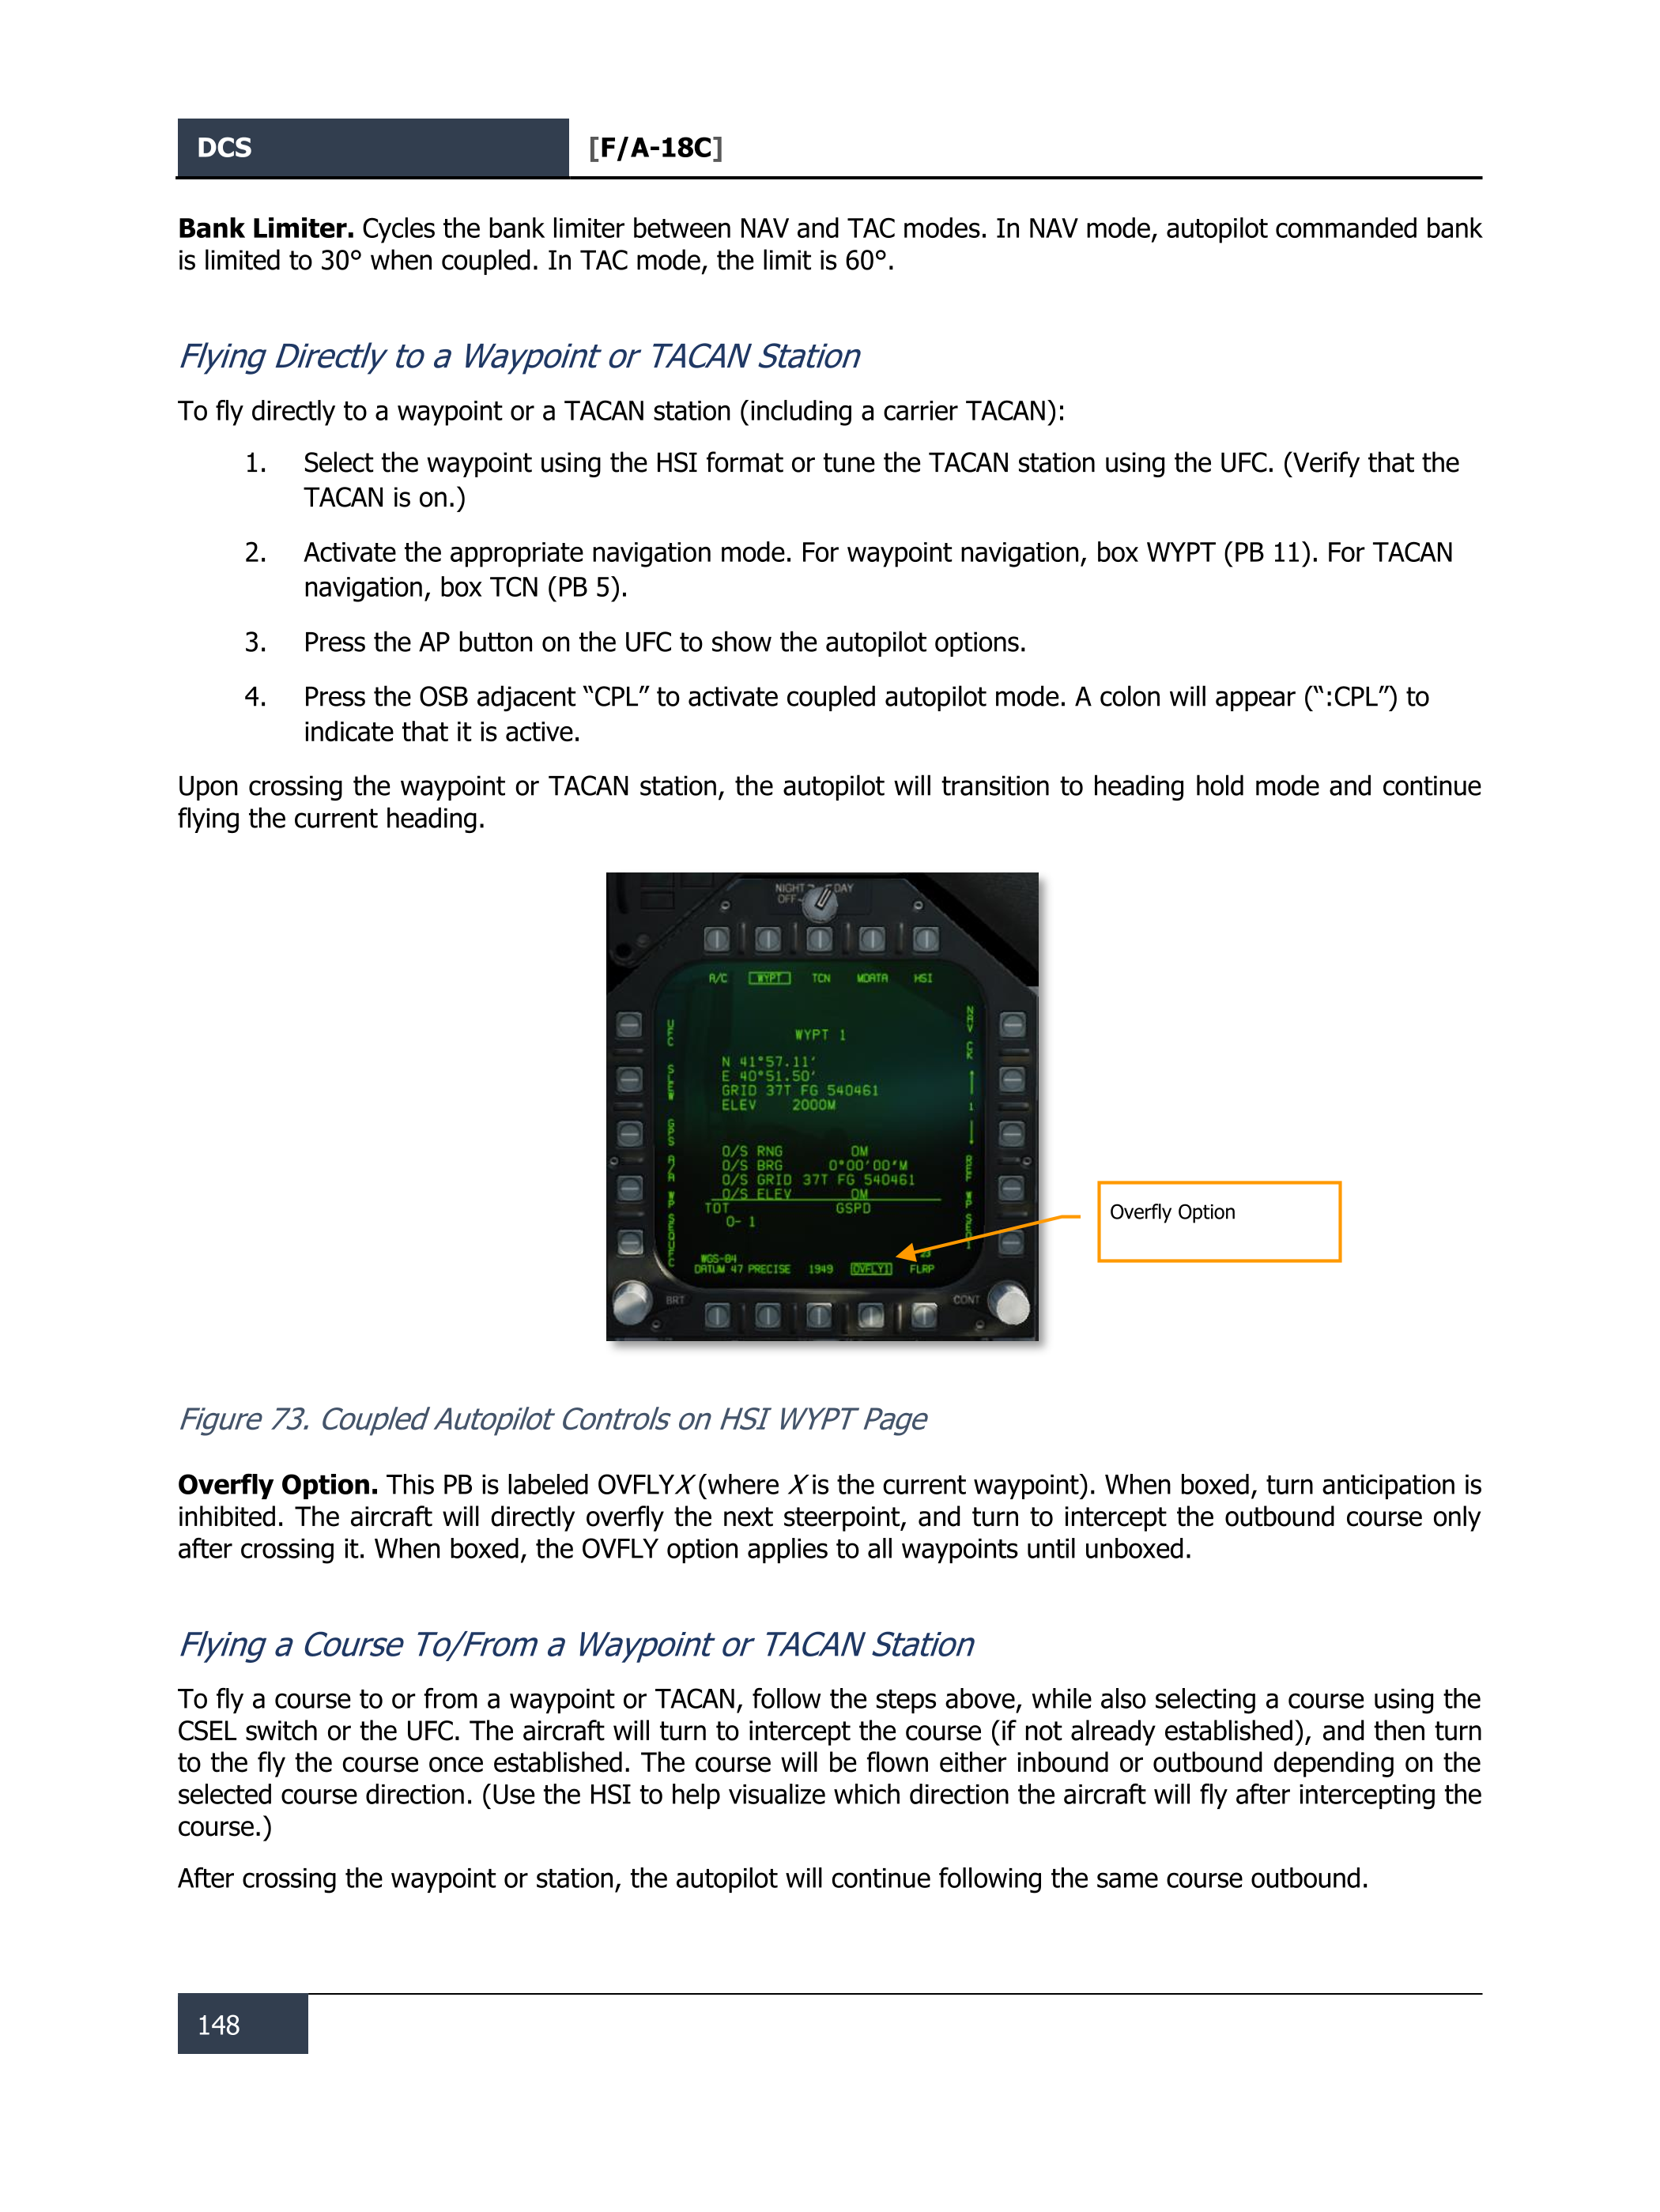 DCS [F/A-18C]
Bank Limiter. Cycles the bank limiter between NAV and TAC modes. In NAV mode, autopilot commanded bank
is limited to 30° when coupled. In TAC mode, the limit is 60°.
Flying Directly to a Waypoint or TACAN Station
To fly directly to a waypoint or a TACAN station (including a carrier TACAN):
1. Select the waypoint using the HSI format or tune the TACAN station using the UFC. (Verify that the
TACAN is on.)
2. Activate the appropriate navigation mode. For waypoint navigation, box WYPT (PB 11). For TACAN
navigation, box TCN (PB 5).
3. Press the AP button on the UFC to show the autopilot options.
4. Press the OSB adjacent “CPL” to activate coupled autopilot mode. A colon will appear (“:CPL”) to
indicate that it is active.
Upon crossing the waypoint or TACAN station, the autopilot will transition to heading hold mode and continue
flying the current heading.
NIGHT DAY
OFF
A/C WYPT TCN MDATA HSI
UFC
SLEW
GPS
A/A WP
SEQUFC
NAV CK
1
REF WP
WYPT 1
N 41°57.11′
E 40°51.50′
GRID 37T FG 540461
ELEV 2000M
O/S RNG 0M
O/S BRG 0°00′00″M
O/S GRID 37T FG 540461
O/S ELEV 0M
TOT GSPD
0- 1
WGS-84 23
DATUM 47 PRECISE 1949 OVFLY1 FLRP
BRT CONT
Overfly Option
Figure 73. Coupled Autopilot Controls on HSI WYPT Page
Overfly Option. This PB is labeled OVFLYX (where X is the current waypoint). When boxed, turn anticipation is
inhibited. The aircraft will directly overfly the next steerpoint, and turn to intercept the outbound course only
after crossing it. When boxed, the OVFLY option applies to all waypoints until unboxed.
Flying a Course To/From a Waypoint or TACAN Station
To fly a course to or from a waypoint or TACAN, follow the steps above, while also selecting a course using the
CSEL switch or the UFC. The aircraft will turn to intercept the course (if not already established), and then turn
to the fly the course once established. The course will be flown either inbound or outbound depending on the
selected course direction. (Use the HSI to help visualize which direction the aircraft will fly after intercepting the
course.)
After crossing the waypoint or station, the autopilot will continue following the same course outbound.
148